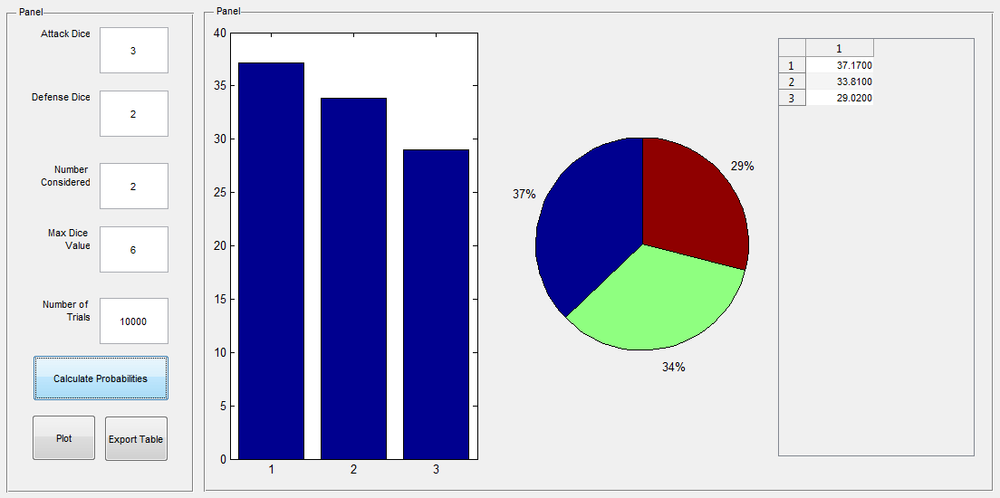 Panel
Attack Dice
3
Defense Dice
2
Number
Considered
2
Max Dice
Value
6
Number of
Trials
10000
Calculate Probabilities
Plot
Export Table
Panel
40
35
30
25
20
15
10
5
0
1 2 3
37%
29%
34%
1
1 37.1700
2 33.8100
3 29.0200